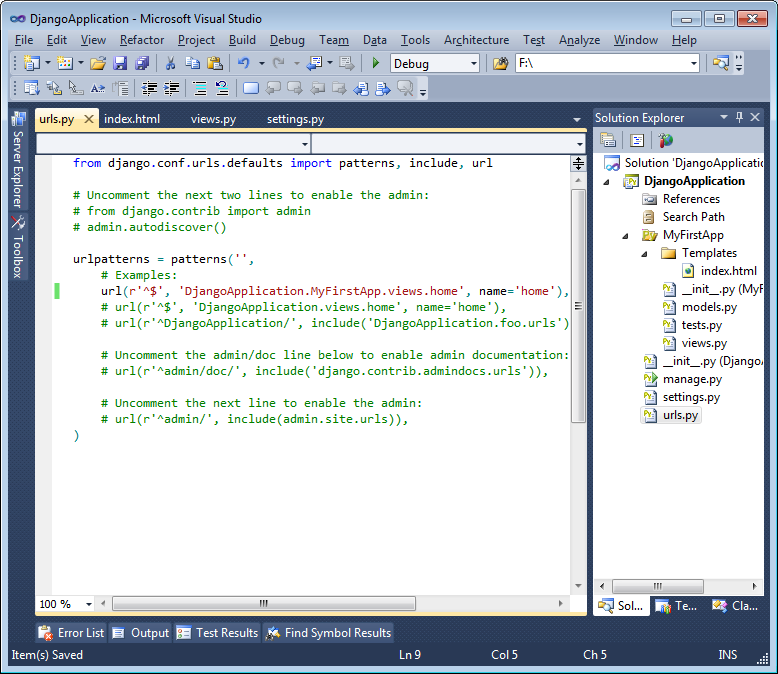 DjangoApplication - Microsoft Visual Studio
File Edit View Refactor Project Build Debug Team Data Tools Architecture Test Analyze Window Help
Debug F:\
urls.py index.html views.py settings.py
Server Explorer
Toolbox
from django.conf.urls.defaults import patterns, include, url
# Uncomment the next two lines to enable the admin:
# from django.contrib import admin
# admin.autodiscover()
urlpatterns = patterns('',
# Examples:
url(r'^$', 'DjangoApplication.MyFirstApp.views.home', name='home'),
# url(r'^$', 'DjangoApplication.views.home', name='home'),
# url(r'^DjangoApplication/', include('DjangoApplication.foo.urls')
# Uncomment the admin/doc line below to enable admin documentation:
# url(r'^admin/doc/', include('django.contrib.admindocs.urls')),
# Uncomment the next line to enable the admin:
# url(r'^admin/', include(admin.site.urls)),
)
100 %
Solution Explorer
Solution 'DjangoApplicatio
DjangoApplication
References
Search Path
MyFirstApp
Templates
index.html
__init__.py (MyF
models.py
tests.py
views.py
__init__.py (Django
manage.py
settings.py
urls.py
Sol... Te... Cla...
Error List Output Test Results Find Symbol Results
Item(s) Saved Ln 9 Col 5 Ch 5 INS